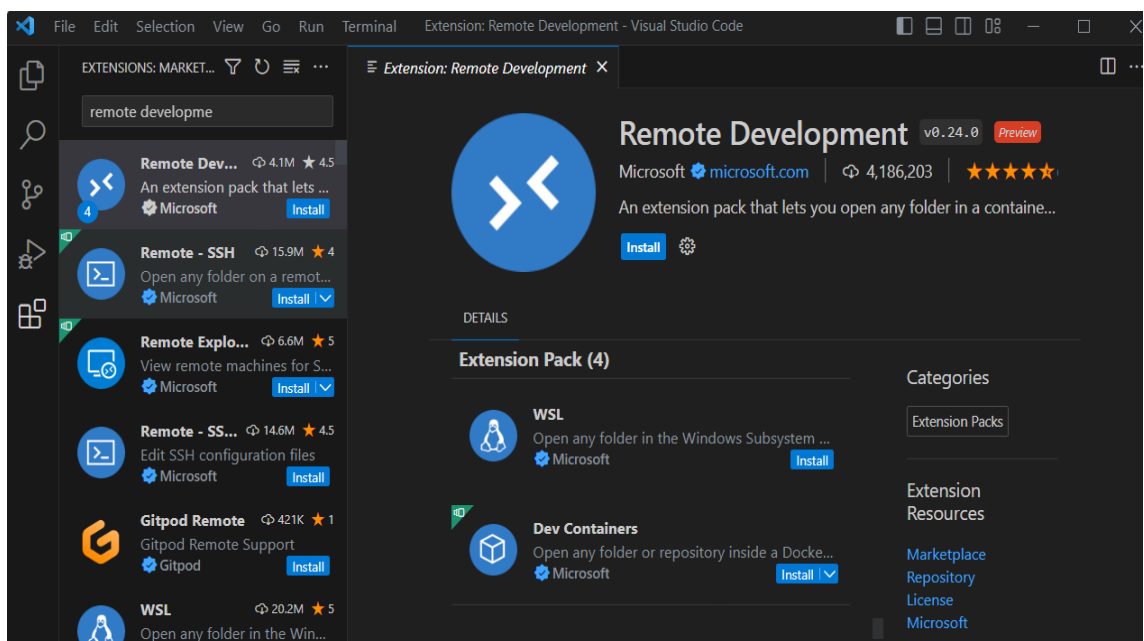 File Edit Selection View Go Run Terminal Extension: Remote Development - Visual Studio Code
EXTENSIONS: MARKET...
remote developme
Remote Dev... 4.1M 4.5
An extension pack that lets ...
Microsoft Install
4
Remote - SSH 15.9M 4
Open any folder on a remot...
Microsoft Install
Remote Explo... 6.6M 5
View remote machines for S...
Microsoft Install
Remote - SS... 14.6M 4.5
Edit SSH configuration files
Microsoft Install
Gitpod Remote 421K 1
Gitpod Remote Support
Gitpod Install
WSL 20.2M 5
Open any folder in the Win...
Extension: Remote Development
Remote Development v0.24.0 Preview
Microsoft microsoft.com 4,186,203
An extension pack that lets you open any folder in a containe...
Install
DETAILS
Extension Pack (4)
WSL
Open any folder in the Windows Subsystem ...
Microsoft Install
Dev Containers
Open any folder or repository inside a Docke...
Microsoft Install
Categories
Extension Packs
Extension
Resources
Marketplace
Repository
License
Microsoft